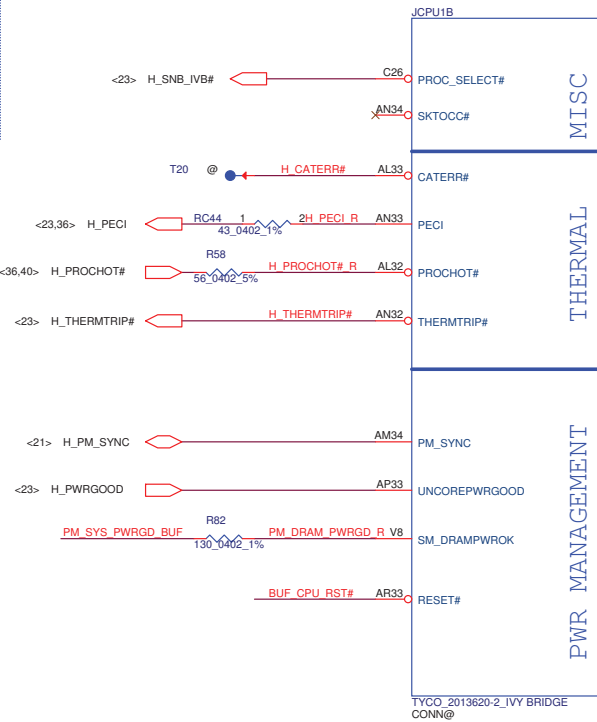 JCPU1B
<23> H_SNB_IVB# C26 PROC_SELECT#
AN34 SKTOCC#
MISC
T20 @ H_CATERR# AL33 CATERR#
<23,36> H_PECI RC44 1 2 H_PECI_R AN33 PECI
43_0402_1%
R58
<36,40> H_PROCHOT# H_PROCHOT#_R AL32 PROCHOT#
56_0402_5%
THERMAL
<23> H_THERMTRIP# H_THERMTRIP# AN32 THERMTRIP#
<21> H_PM_SYNC AM34 PM_SYNC
<23> H_PWRGOOD AP33 UNCOREPWRGOOD
R82
PM_SYS_PWRGD_BUF PM_DRAM_PWRGD_R V8 SM_DRAMPWROK
130_0402_1%
BUF_CPU_RST# AR33 RESET#
PWR MANAGEMENT
TYCO_2013620-2_IVY BRIDGE
CONN@